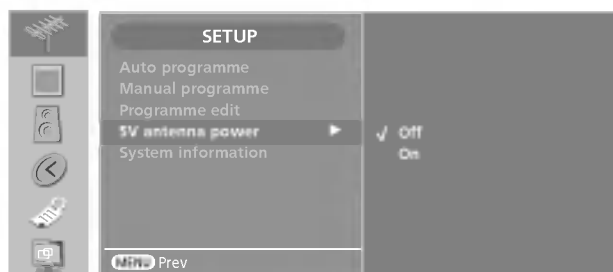 SETUP
Auto programme
Manual programme
Programme edit
5V antenna power ► √ Off
On
System information
MENU Prev